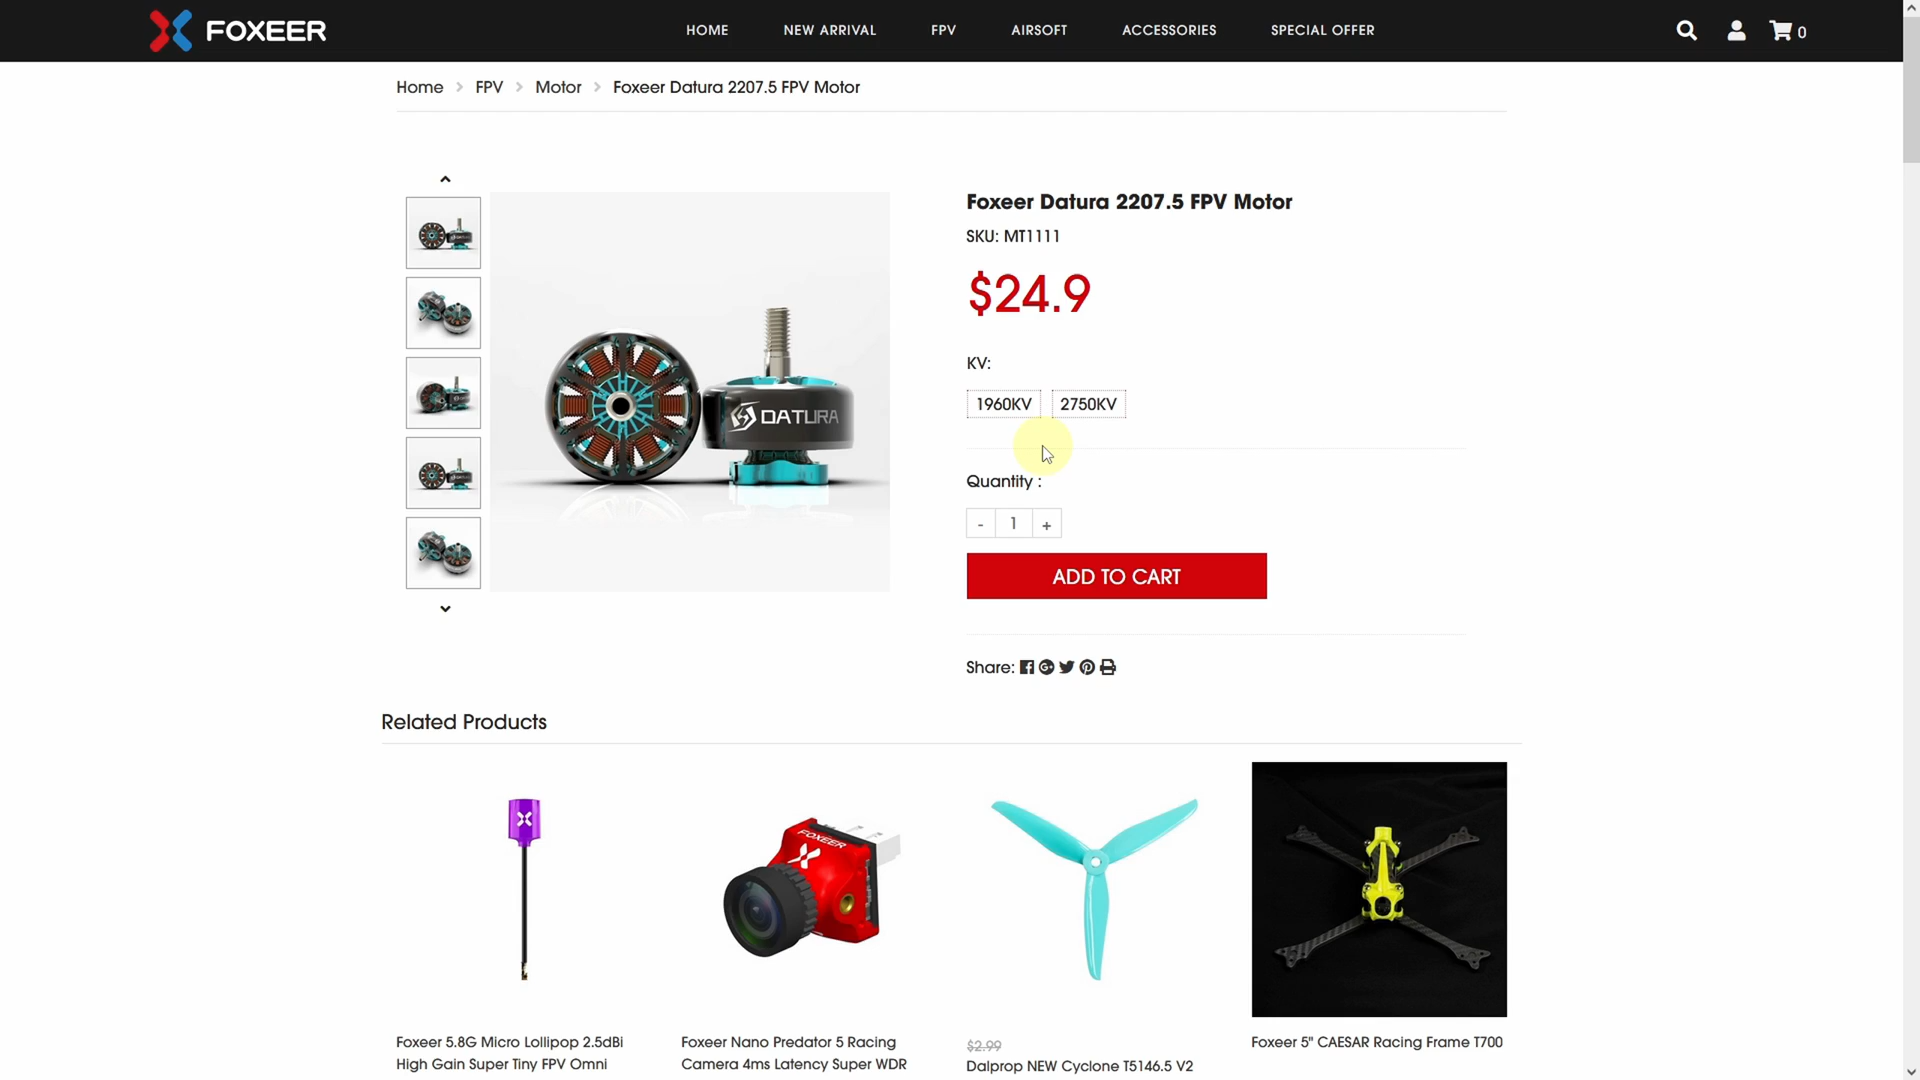 FOXEER
HOME
NEW ARRIVAL
FPV
AIRSOFT
ACCESSORIES
SPECIAL OFFER
0
Home
FPV
Motor
Foxeer Datura 2207.5 FPV Motor
Foxeer Datura 2207.5 FPV Motor
SKU: MT1111
$24.9
KV:
1960KV
2750KV
DATURA
Quantity :
-
1
+
ADD TO CART
Share:
Related Products
FOXEER
Foxeer 5.8G Micro Lollipop 2.5dBi
High Gain Super Tiny FPV Omni
Foxeer Nano Predator 5 Racing
Camera 4ms Latency Super WDR
$2.99
Dalprop NEW Cyclone T5146.5 V2
Foxeer 5" CAESAR Racing Frame T700